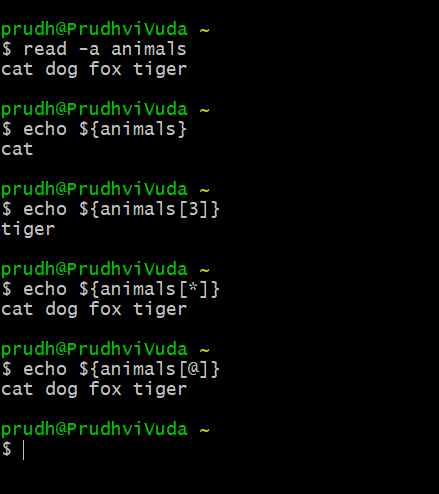 prudh@PrudhviVuda ~
$ read -a animals
cat dog fox tiger
prudh@PrudhviVuda ~
$ echo ${animals}
cat
prudh@PrudhviVuda ~
$ echo ${animals[3]}
tiger
prudh@PrudhviVuda ~
$ echo ${animals[*]}
cat dog fox tiger
prudh@PrudhviVuda ~
$ echo ${animals[@]}
cat dog fox tiger
prudh@PrudhviVuda ~
$